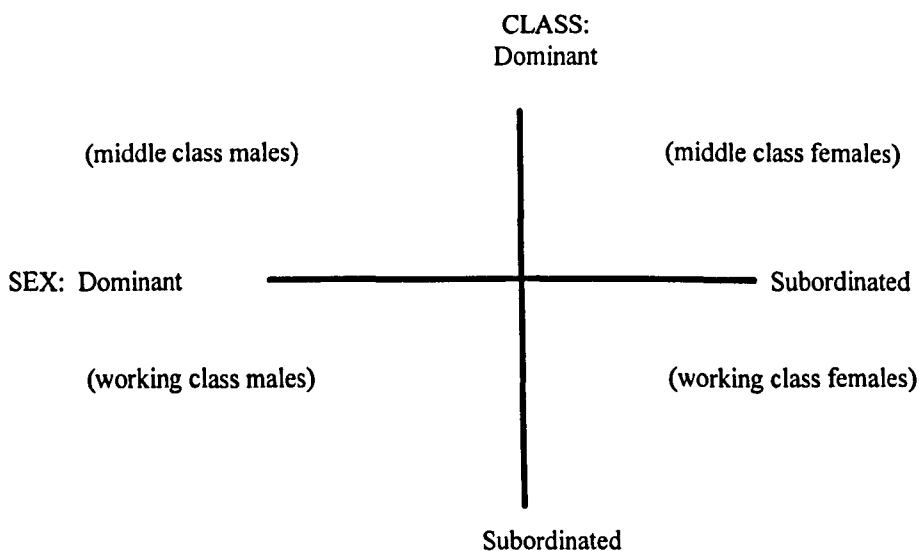 CLASS:
Dominant
(middle class males)
(middle class females)
SEX: Dominant
Subordinated
(working class males)
(working class females)
Subordinated